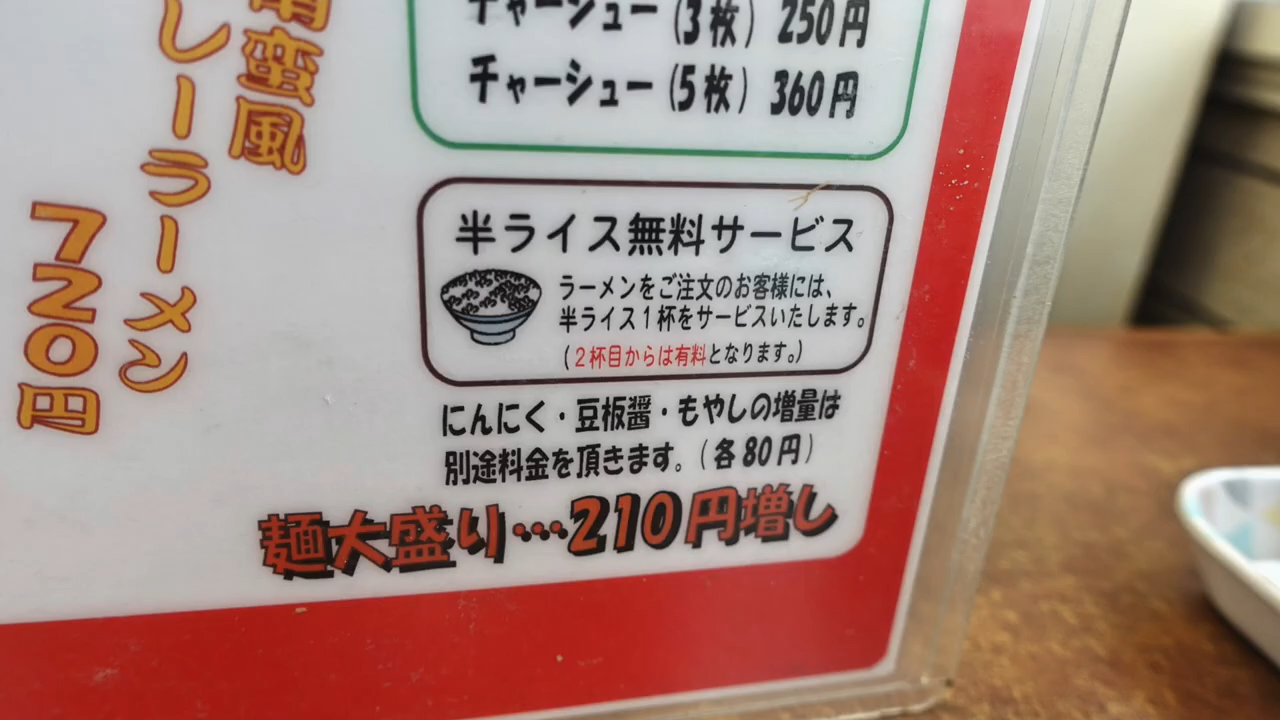 南蛮風
レーラーメン
720円
チャーシュー(3枚) 250円
チャーシュー(5枚) 360円
半ライス無料サービス
ラーメンをご注文のお客様には、
半ライス1杯をサービスいたします。
(2杯目からは有料となります。)
にんにく・豆板醤・もやしの増量は
別途料金を頂きます。(各80円)
麺大盛り…210円増し